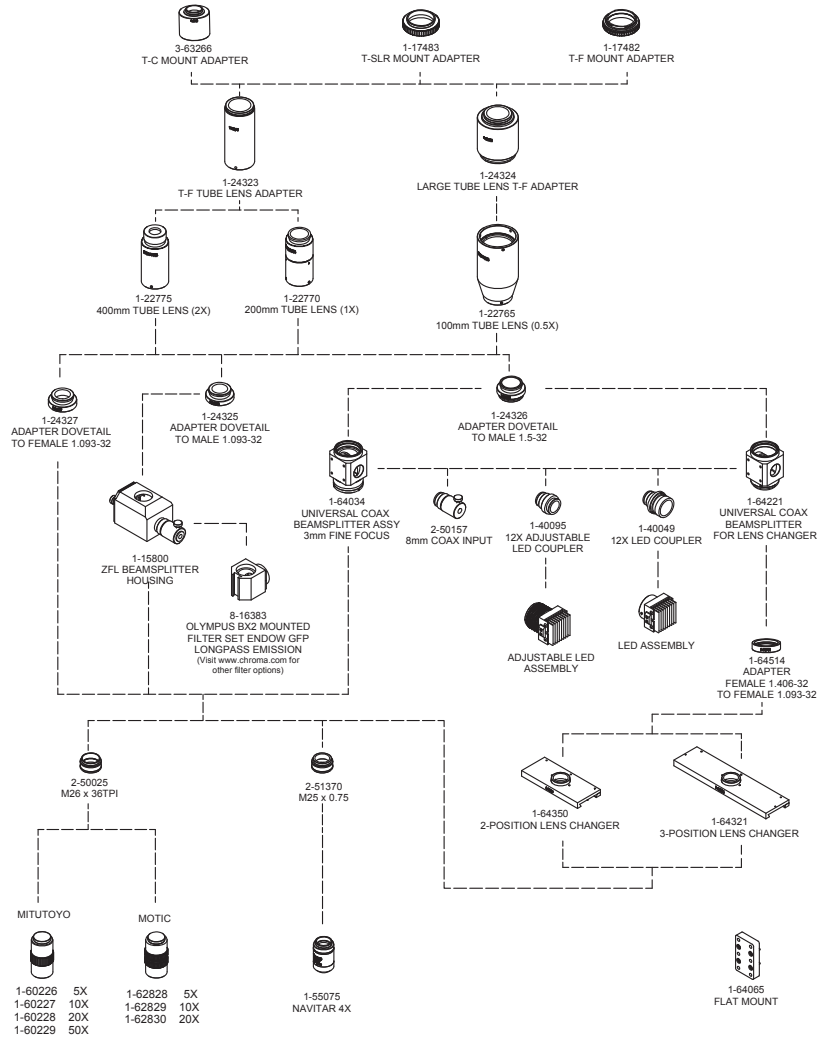 3-63266
T-C MOUNT ADAPTER
1-17483
T-SLR MOUNT ADAPTER
1-17482
T-F MOUNT ADAPTER
1-24323
T-F TUBE LENS ADAPTER
1-24324
LARGE TUBE LENS T-F ADAPTER
1-22775
400mm TUBE LENS (2X)
1-22770
200mm TUBE LENS (1X)
1-22765
100mm TUBE LENS (0.5X)
1-24327
ADAPTER DOVETAIL
TO FEMALE 1.093-32
1-24325
ADAPTER DOVETAIL
TO MALE 1.093-32
1-24326
ADAPTER DOVETAIL
TO MALE 1.5-32
1-64034
UNIVERSAL COAX
BEAMSPLITTER ASSY
3mm FINE FOCUS
2-50157
8mm COAX INPUT
1-40095
12X ADJUSTABLE
LED COUPLER
1-40049
12X LED COUPLER
1-64221
UNIVERSAL COAX
BEAMSPLITTER
FOR LENS CHANGER
1-15800
ZFL BEAMSPLITTER
HOUSING
8-16383
OLYMPUS BX2 MOUNTED
FILTER SET ENDOW GFP
LONGPASS EMISSION
(Visit www.chroma.com for
other filter options)
ADJUSTABLE LED
ASSEMBLY
LED ASSEMBLY
1-64514
ADAPTER
FEMALE 1.406-32
TO FEMALE 1.093-32
2-50025
M26 x 36TPI
2-51370
M25 x 0.75
1-64350
2-POSITION LENS CHANGER
1-64321
3-POSITION LENS CHANGER
MITUTOYO
1-60226 5X
1-60227 10X
1-60228 20X
1-60229 50X
MOTIC
1-62828 5X
1-62829 10X
1-62830 20X
1-55075
NAVITAR 4X
1-64065
FLAT MOUNT